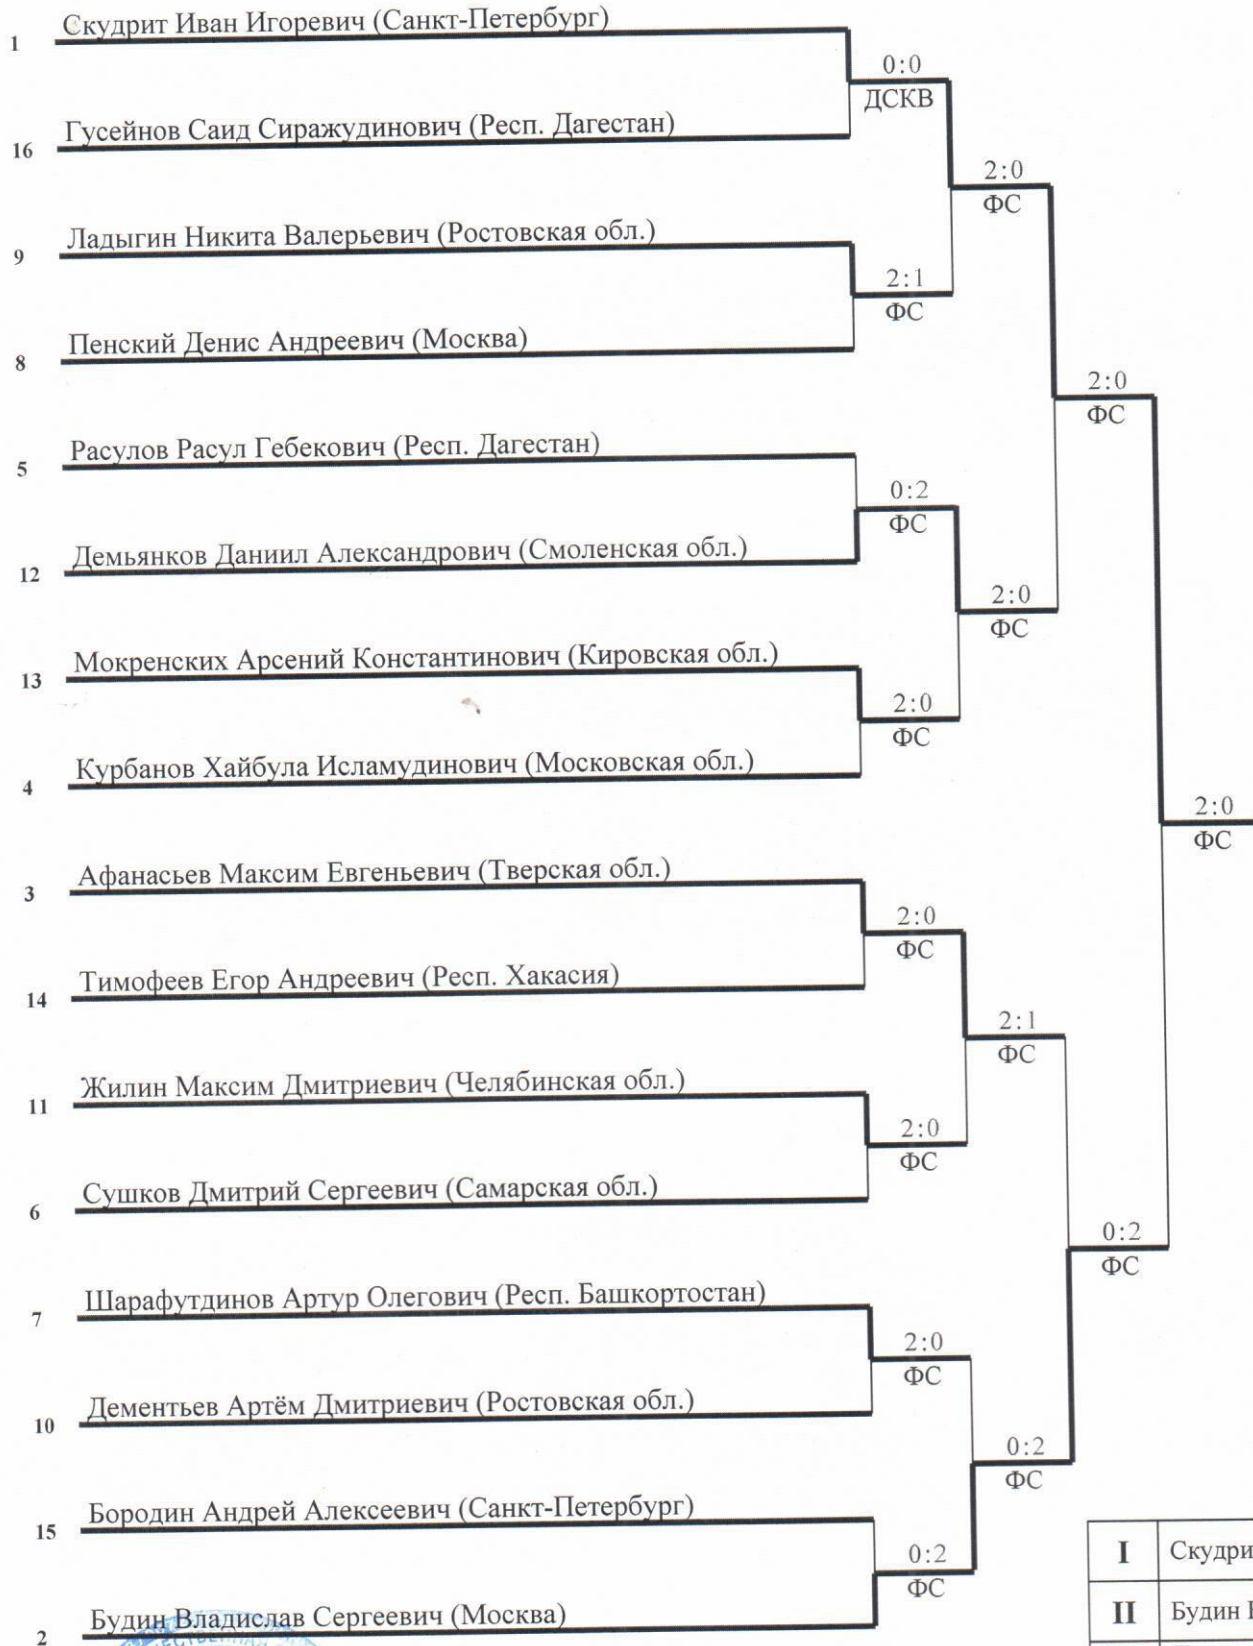 1 Скудрит Иван Игоревич (Санкт-Петербург)
0:0
ДСКВ
16 Гусейнов Саид Сиражудинович (Респ. Дагестан)
2:0
ФС
9 Ладыгин Никита Валерьевич (Ростовская обл.)
2:1
ФС
8 Пенский Денис Андреевич (Москва)
2:0
ФС
5 Расулов Расул Гебекович (Респ. Дагестан)
0:2
ФС
12 Демьянков Даниил Александрович (Смоленская обл.)
2:0
ФС
13 Мокренских Арсений Константинович (Кировская обл.)
2:0
ФС
4 Курбанов Хайбула Исламудинович (Московская обл.)
2:0
ФС
3 Афанасьев Максим Евгеньевич (Тверская обл.)
2:0
ФС
14 Тимофеев Егор Андреевич (Респ. Хакасия)
2:1
ФС
11 Жилин Максим Дмитриевич (Челябинская обл.)
2:0
ФС
6 Сушков Дмитрий Сергеевич (Самарская обл.)
0:2
ФС
7 Шарафутдинов Артур Олегович (Респ. Башкортостан)
2:0
ФС
10 Дементьев Артём Дмитриевич (Ростовская обл.)
0:2
ФС
15 Бородин Андрей Алексеевич (Санкт-Петербург)
0:2
ФС
I Скудри
2 Будин Владислав Сергеевич (Москва)
II Будин